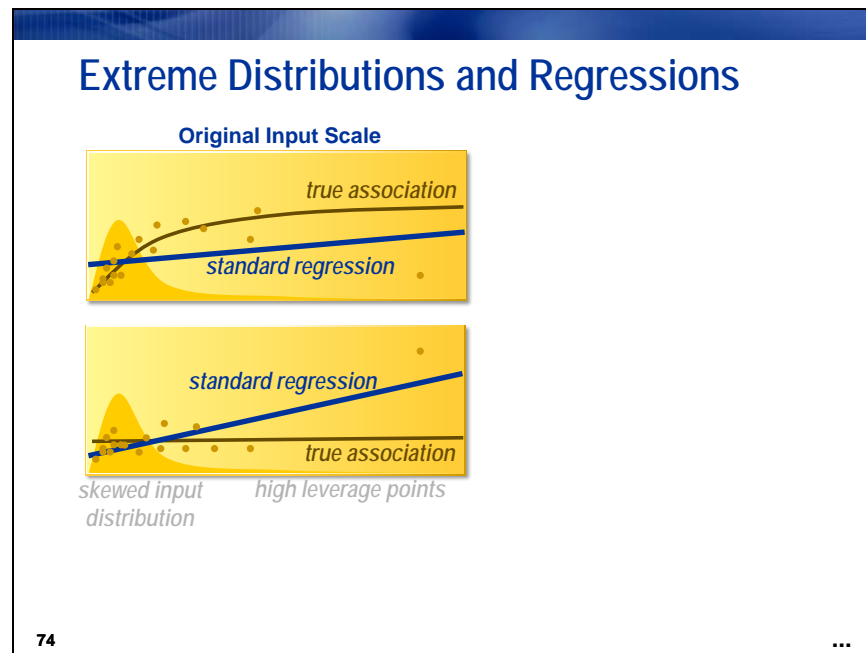 Extreme Distributions and Regressions
Original Input Scale
true association
standard regression
standard regression
true association
skewed input
distribution
high leverage points
74
...